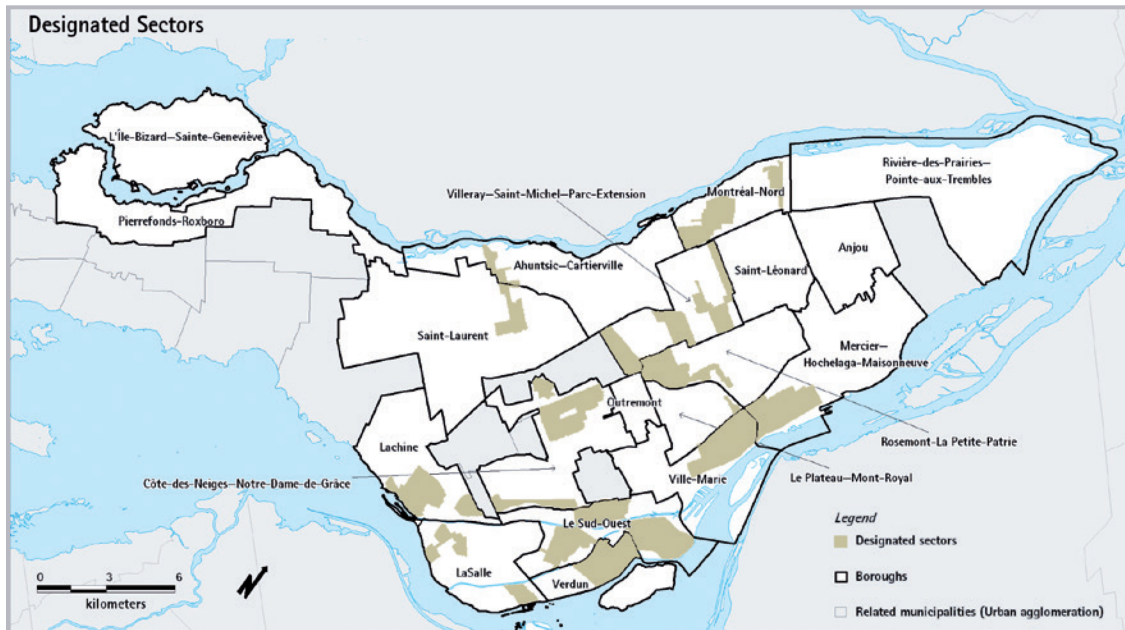 Designated Sectors
L'Île-Bizard—Sainte-Geneviève
Pierrefonds-Roxboro
Villeray—Saint-Michel—Parc-Extension
Montréal-Nord
Rivière-des-Prairies—
Pointe-aux-Trembles
Ahuntsic—Cartierville
Saint-Léonard
Anjou
Saint-Laurent
Mercier—
Hochelaga-Maisonneuve
Outremont
Lachine
Rosemont-La Petite-Patrie
Côte-des-Neiges-Notre-Dame-de-Grâce
Ville-Marie
Le Plateau—Mont-Royal
Le Sud-Ouest
LaSalle
Verdun
Legend
Designated sectors
Boroughs
Related municipalities (Urban agglomeration)
0 3 6
kilometers